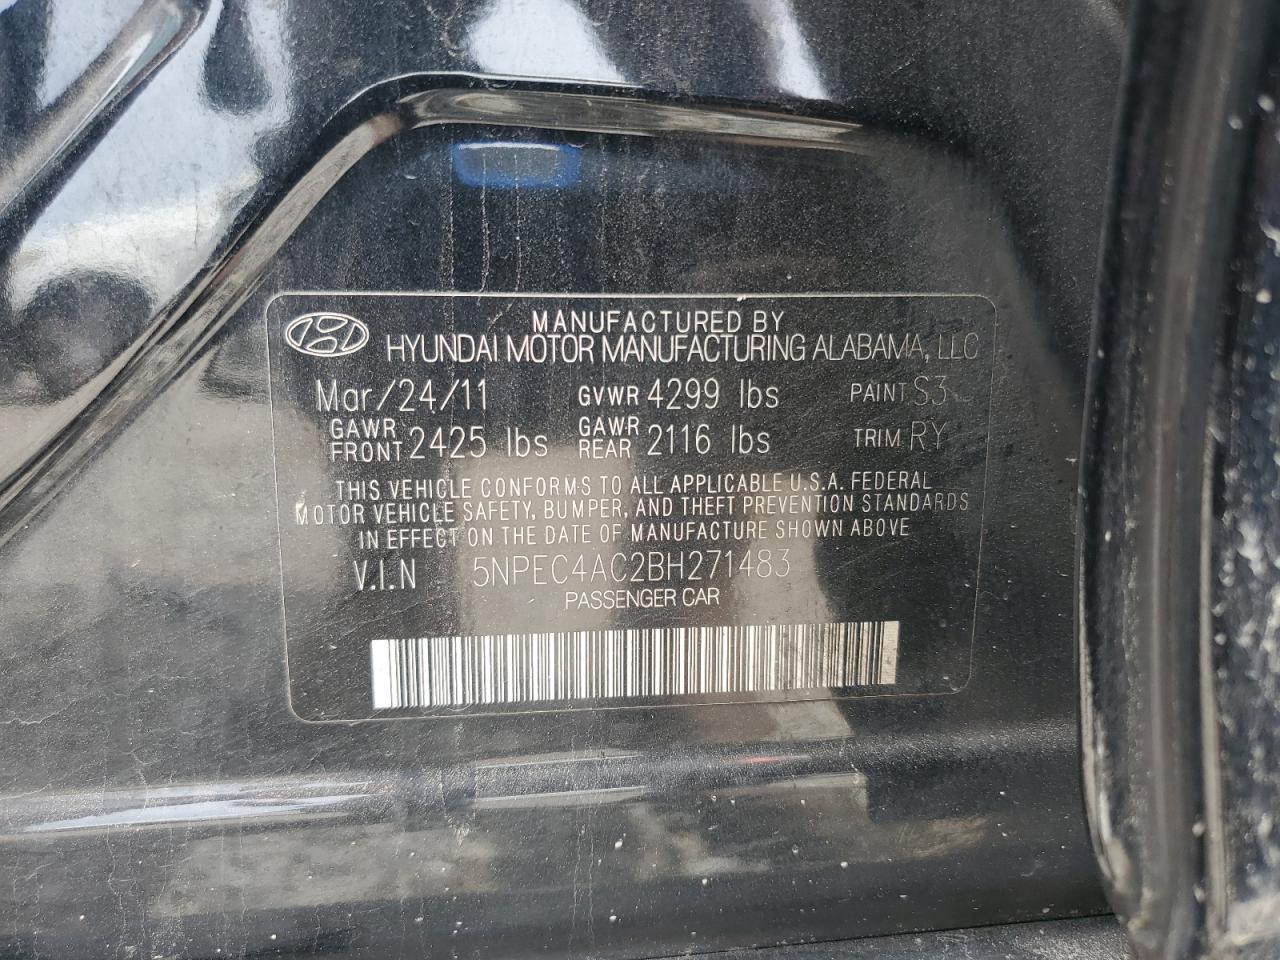 MANUFACTURED BY
HYUNDAI MOTOR MANUFACTURING ALABAMA, LLC
Mar/24/11 GVWR 4299 lbs PAINT S3
GAWR FRONT 2425 lbs GAWR REAR 2116 lbs TRIM RY
THIS VEHICLE CONFORMS TO ALL APPLICABLE U.S.A. FEDERAL
MOTOR VEHICLE SAFETY, BUMPER, AND THEFT PREVENTION STANDARDS
IN EFFECT ON THE DATE OF MANUFACTURE SHOWN ABOVE
V.I.N 5NPEC4AC2BH271483
PASSENGER CAR